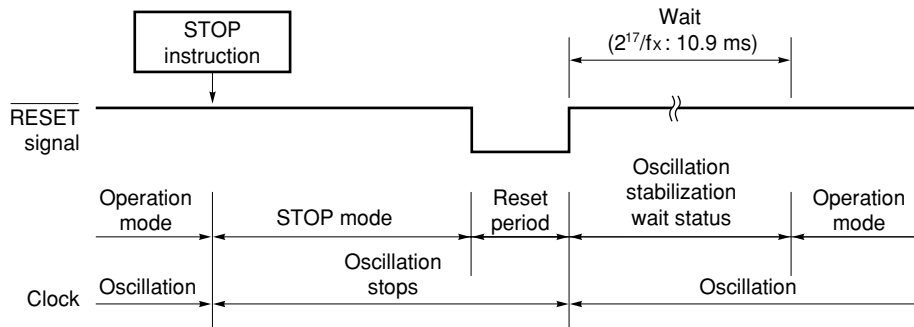 STOP
instruction
Wait
(2¹⁷/fx : 10.9 ms)
RESET
signal
Operation
mode
STOP mode
Reset
period
Oscillation
stabilization
wait status
Operation
mode
Clock
Oscillation
Oscillation
stops
Oscillation